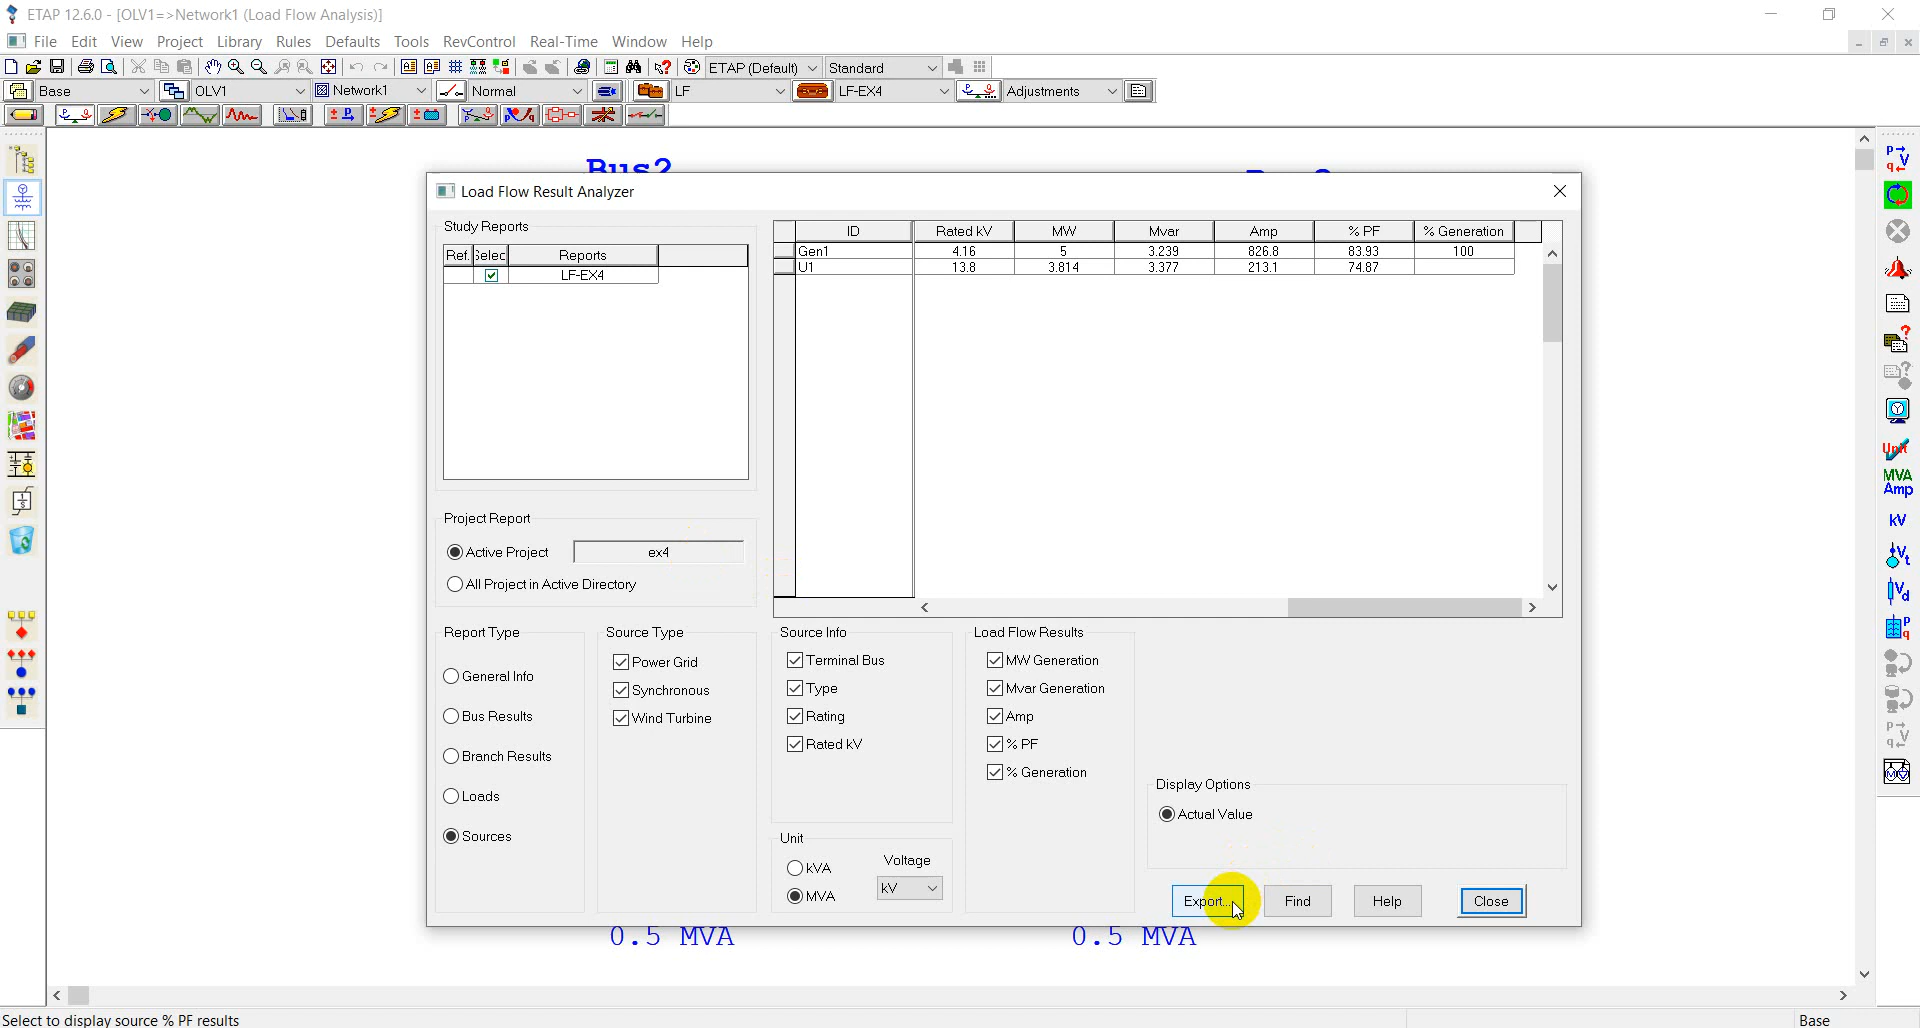 ETAP 12.6.0 - [OLV1=>Network1 (Load Flow Analysis)]
File Edit View Project Library Rules Defaults Tools RevControl Real-Time Window Help
ETAP (Default) Standard
Base OLV1 Network1 Normal LF LF-EX4 Adjustments
Bus2
Load Flow Result Analyzer
Study Reports
Ref. Selec Reports
LF-EX4
ID Rated kV MW Mvar Amp % PF % Generation
Gen1 4.16 5 3.239 826.8 83.93 100
U1 13.8 3.814 3.377 213.1 74.87
Project Report
Active Project ex4
All Project in Active Directory
Report Type
General Info
Bus Results
Branch Results
Loads
Sources
Source Type
Power Grid
Synchronous
Wind Turbine
Source Info
Terminal Bus
Type
Rating
Rated kV
Unit
kVA
MVA
Voltage
kV
Load Flow Results
MW Generation
Mvar Generation
Amp
% PF
% Generation
Display Options
Actual Value
Export... Find Help Close
0.5 MVA 0.5 MVA
Unit
MVA
Amp
kV
Vt
Vd
Select to display source % PF results
Base